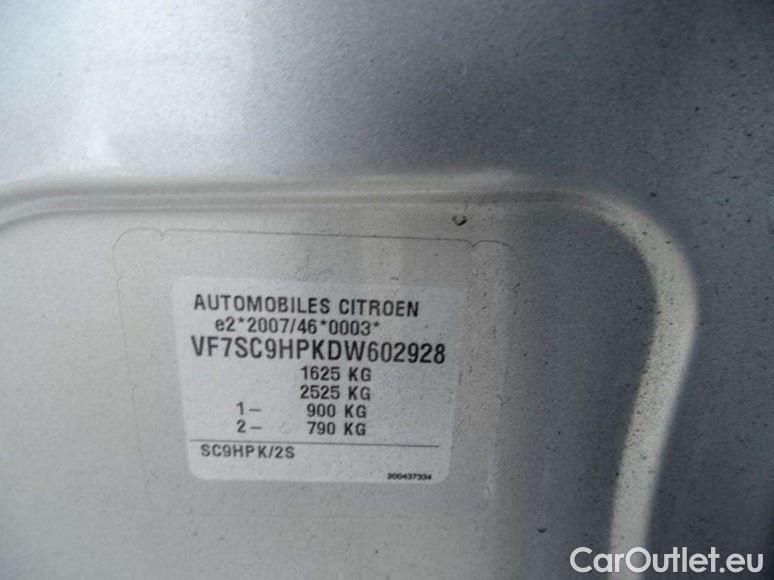 AUTOMOBILES CITROEN
e2*2007/46*0003*
VF7SC9HPKDW602928
1625 KG
2525 KG
1- 900 KG
2- 790 KG
SC9HPK/2S
200437334
CarOutlet.eu